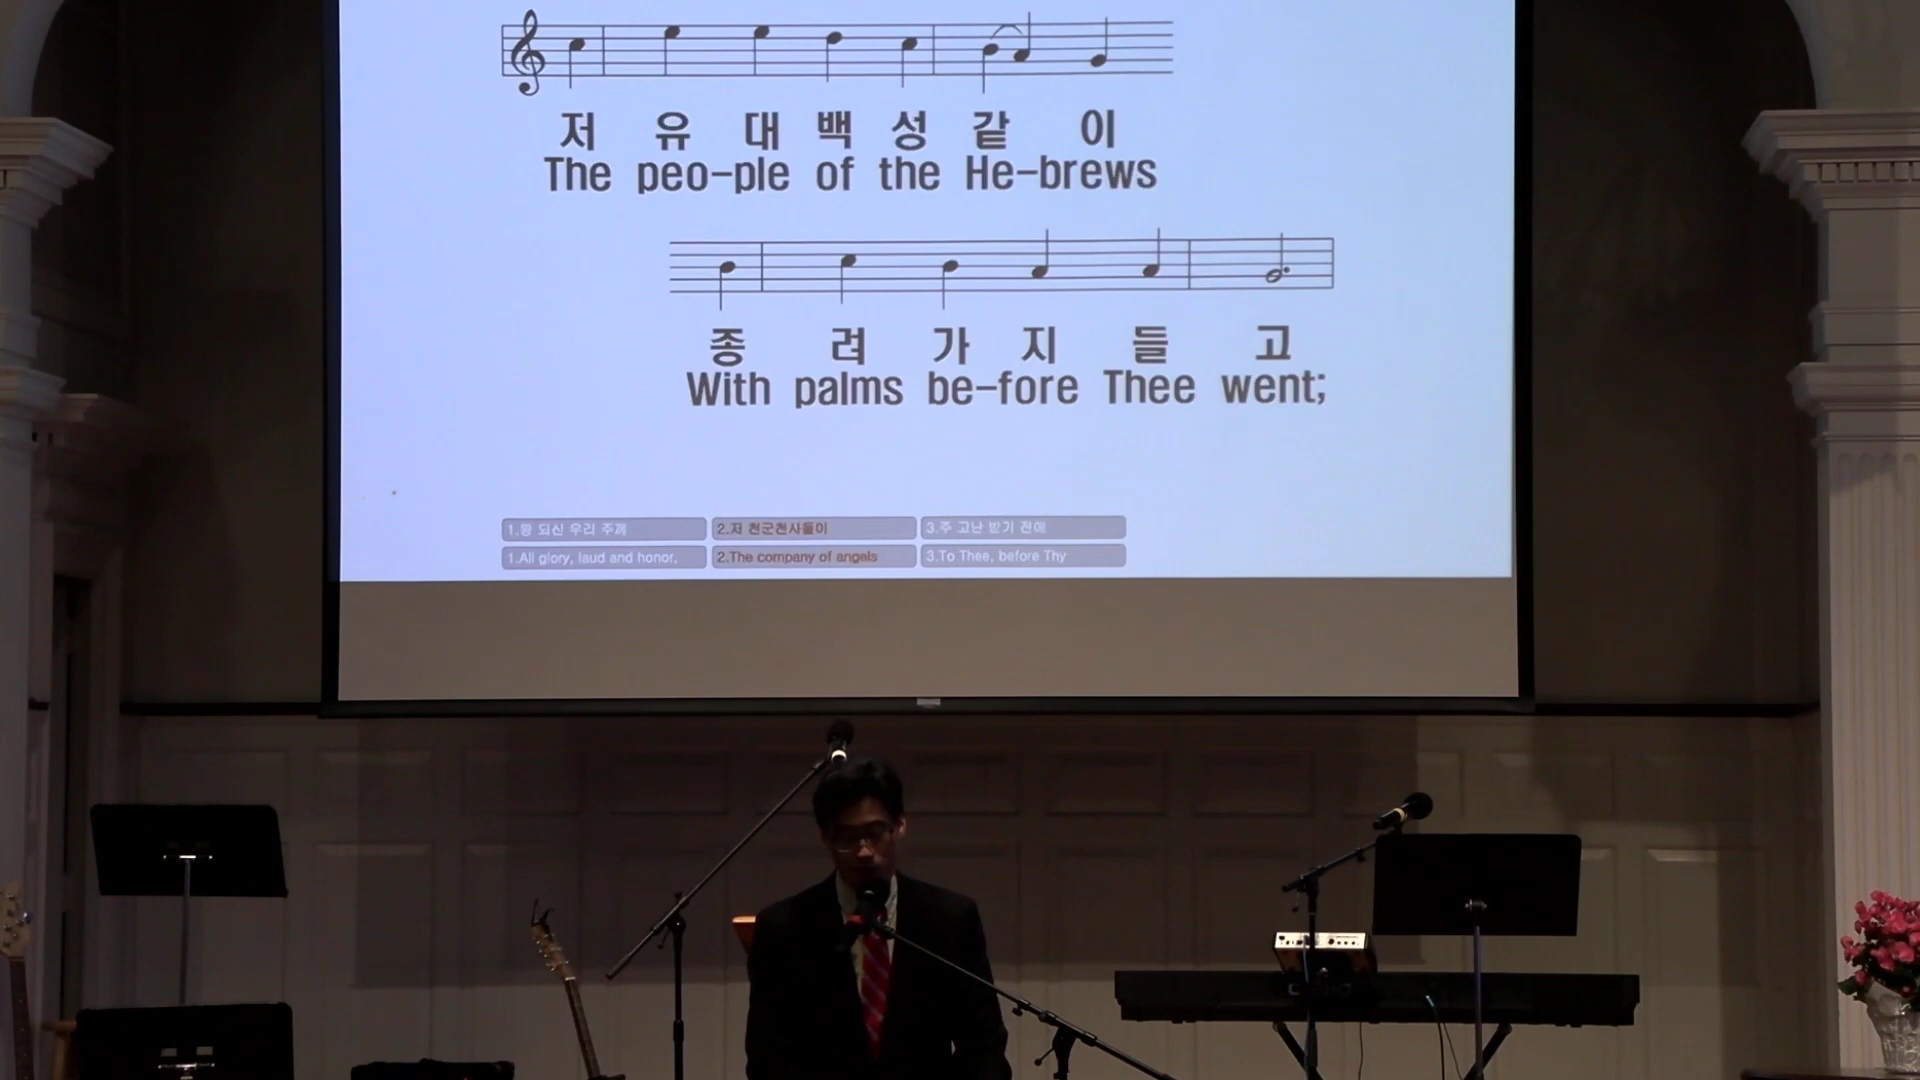 저 유 대 백 성 같 이
The peo-ple of the He-brews
종 려 가 지 들 고
With palms be-fore Thee went;
1.왕 되신 우리 주께 2.저 천군천사들이 3.주 고난 받기 전에
1.All glory, laud and honor, 2.The company of angels 3.To Thee, before Thy